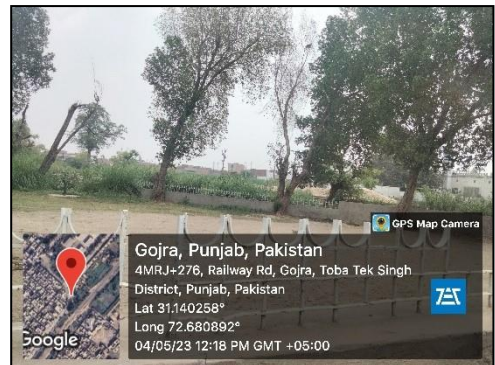 GPS Map Camera
Gojra, Punjab, Pakistan
4MRJ+276, Railway Rd, Gojra, Toba Tek Singh
District, Punjab, Pakistan
Lat 31.140258°
Long 72.680892°
04/05/23 12:18 PM GMT +05:00
Google